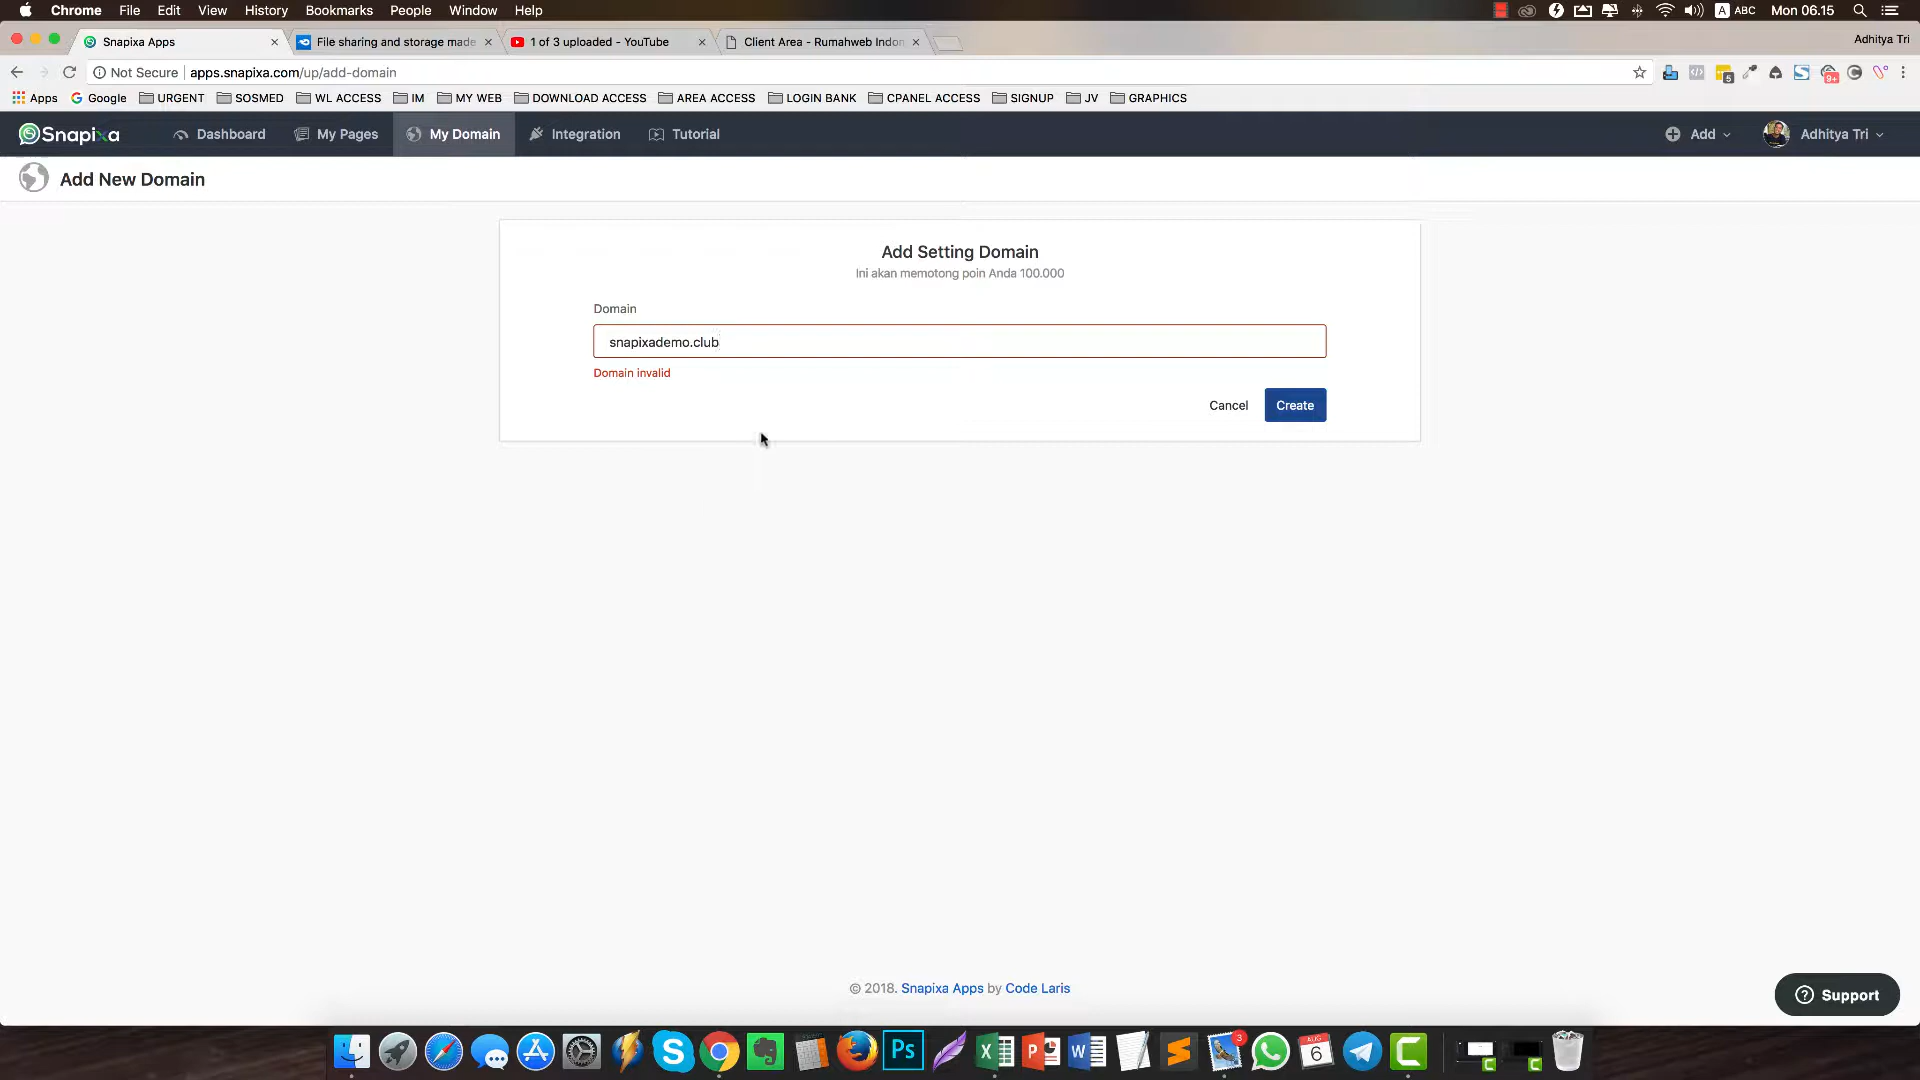 Chrome File Edit View History Bookmarks People Window Help ABC Mon 06.15
Snapixa Apps File sharing and storage made 1 of 3 uploaded - YouTube Client Area - Rumahweb Indon Adhitya Tri
Not Secure apps.snapixa.com/up/add-domain
Apps Google URGENT SOSMED WL ACCESS IM MY WEB DOWNLOAD ACCESS AREA ACCESS LOGIN BANK CPANEL ACCESS SIGNUP JV GRAPHICS
Snapixa Dashboard My Pages My Domain Integration Tutorial Add Adhitya Tri
Add New Domain
Add Setting Domain
Ini akan memotong poin Anda 100.000
Domain
snapixademo.club
Domain invalid
Cancel Create
© 2018. Snapixa Apps by Code Laris
Support